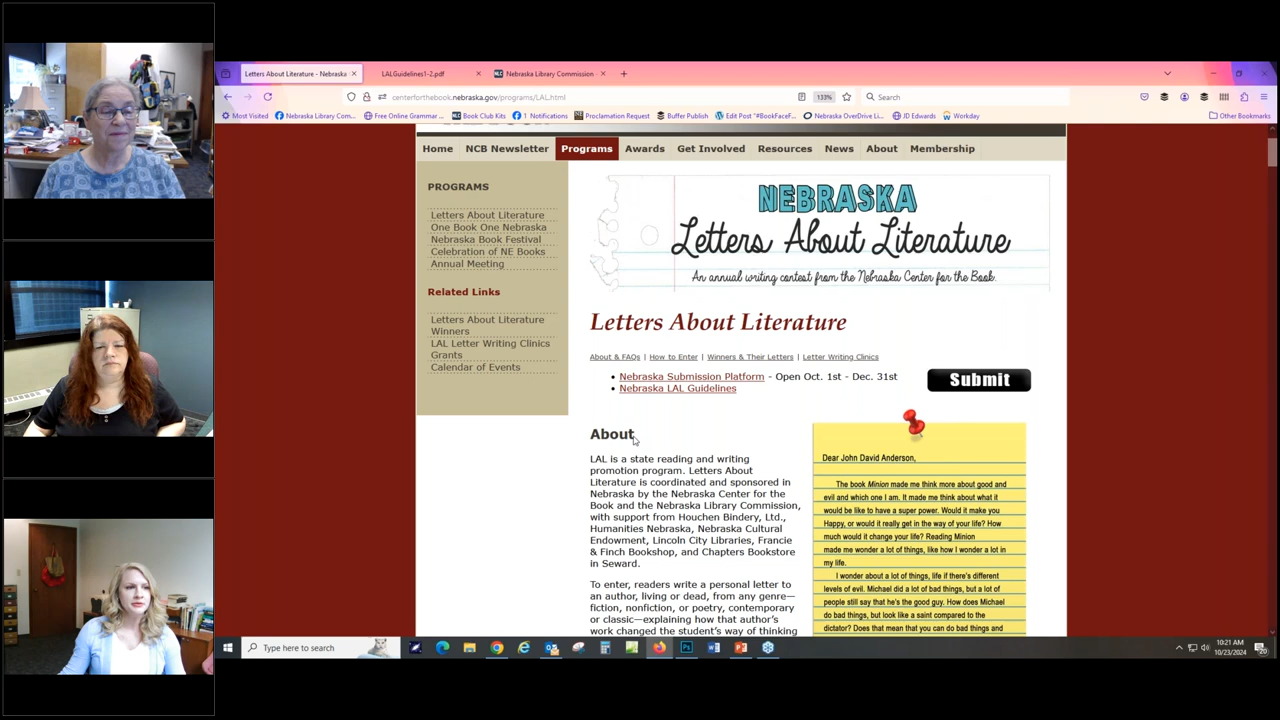 Letters About Literature - Nebraska
LALGuidelines1-2.pdf
Nebraska Library Commission
centerforthebook.nebraska.gov/programs/LAL.html
133%
Search
Most Visited
Nebraska Library Com...
Free Online Grammar ...
Book Club Kits
1 Notifications
Proclamation Request
Buffer Publish
Edit Post "#BookFaceF...
Nebraska OverDrive Li...
JD Edwards
Workday
Other Bookmarks
Home NCB Newsletter Programs Awards Get Involved Resources News About Membership
PROGRAMS
Letters About Literature
One Book One Nebraska
Nebraska Book Festival
Celebration of NE Books
Annual Meeting
Related Links
Letters About Literature
Winners
LAL Letter Writing Clinics
Grants
Calendar of Events
NEBRASKA
Letters About Literature
An annual writing contest from the Nebraska Center for the Book.
Letters About Literature
About & FAQs | How to Enter | Winners & Their Letters | Letter Writing Clinics
• Nebraska Submission Platform - Open Oct. 1st - Dec. 31st
• Nebraska LAL Guidelines
Submit
About
LAL is a state reading and writing
promotion program. Letters About
Literature is coordinated and sponsored in
Nebraska by the Nebraska Center for the
Book and the Nebraska Library Commission,
with support from Houchen Bindery, Ltd.,
Humanities Nebraska, Nebraska Cultural
Endowment, Lincoln City Libraries, Francie
& Finch Bookshop, and Chapters Bookstore
in Seward.
To enter, readers write a personal letter to
an author, living or dead, from any genre—
fiction, nonfiction, or poetry, contemporary
or classic—explaining how that author's
work changed the student's way of thinking
Dear John David Anderson,
The book Minion made me think more about good and
evil and which one I am. It made me think about what it
would be like to have a super power. Would it make you
Happy, or would it really get in the way of your life? How
much would it change your life? Reading Minion
made me wonder a lot of things, like how I wonder a lot in
my life.
I wonder about a lot of things, life if there's different
levels of evil. Michael did a lot of bad things, but a lot of
people still say that he's the good guy. How does Michael
do bad things, but look like a saint compared to the
dictator? Does that mean that you can do bad things and
Type here to search
10:21 AM
10/23/2024
20